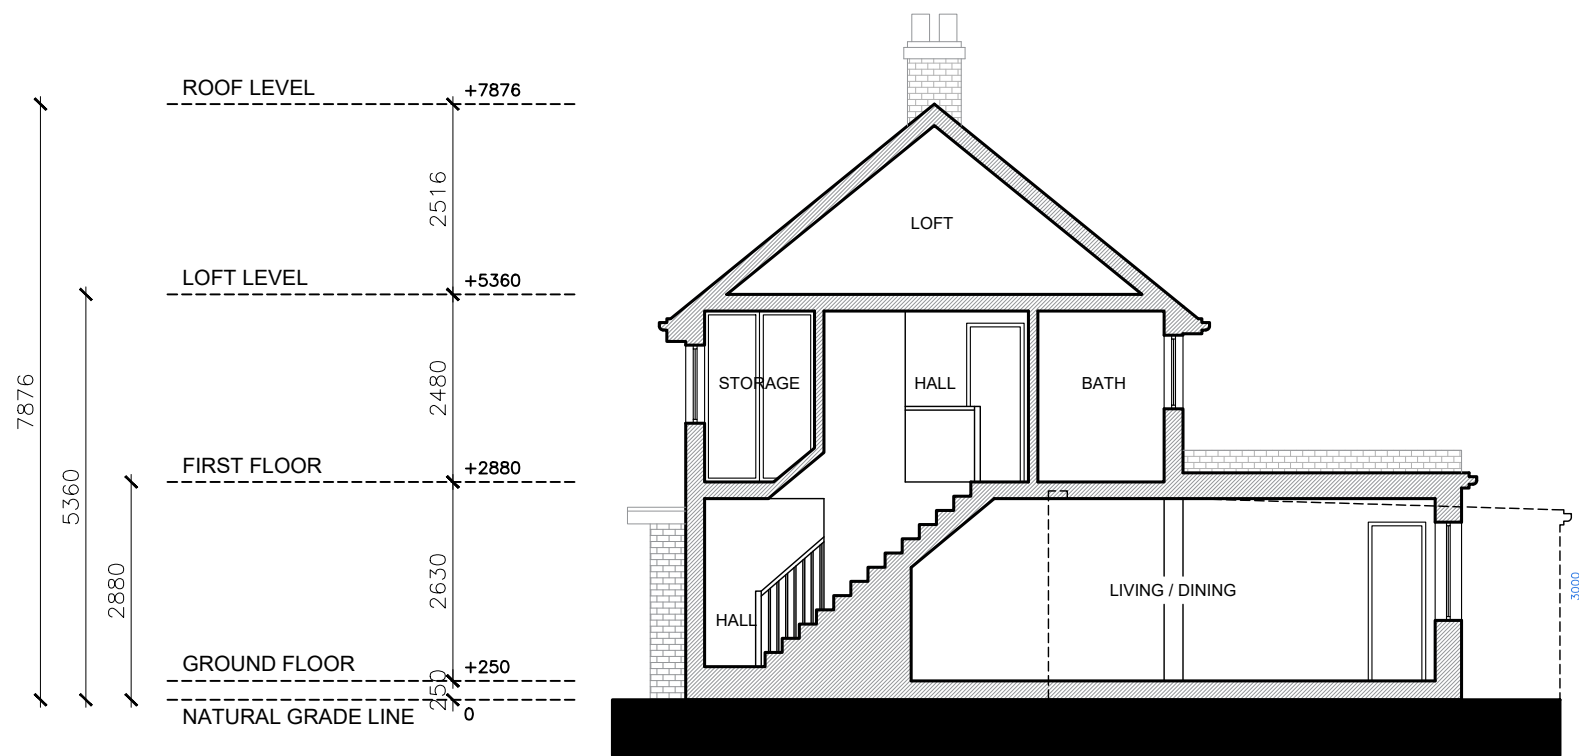 ROOF LEVEL
+7876
2516
LOFT
LOFT LEVEL
+5360
7876
2480
STORAGE
HALL
BATH
5360
FIRST FLOOR
+2880
2880
2630
LIVING / DINING
3000
HALL
GROUND FLOOR
+250
250
NATURAL GRADE LINE
0